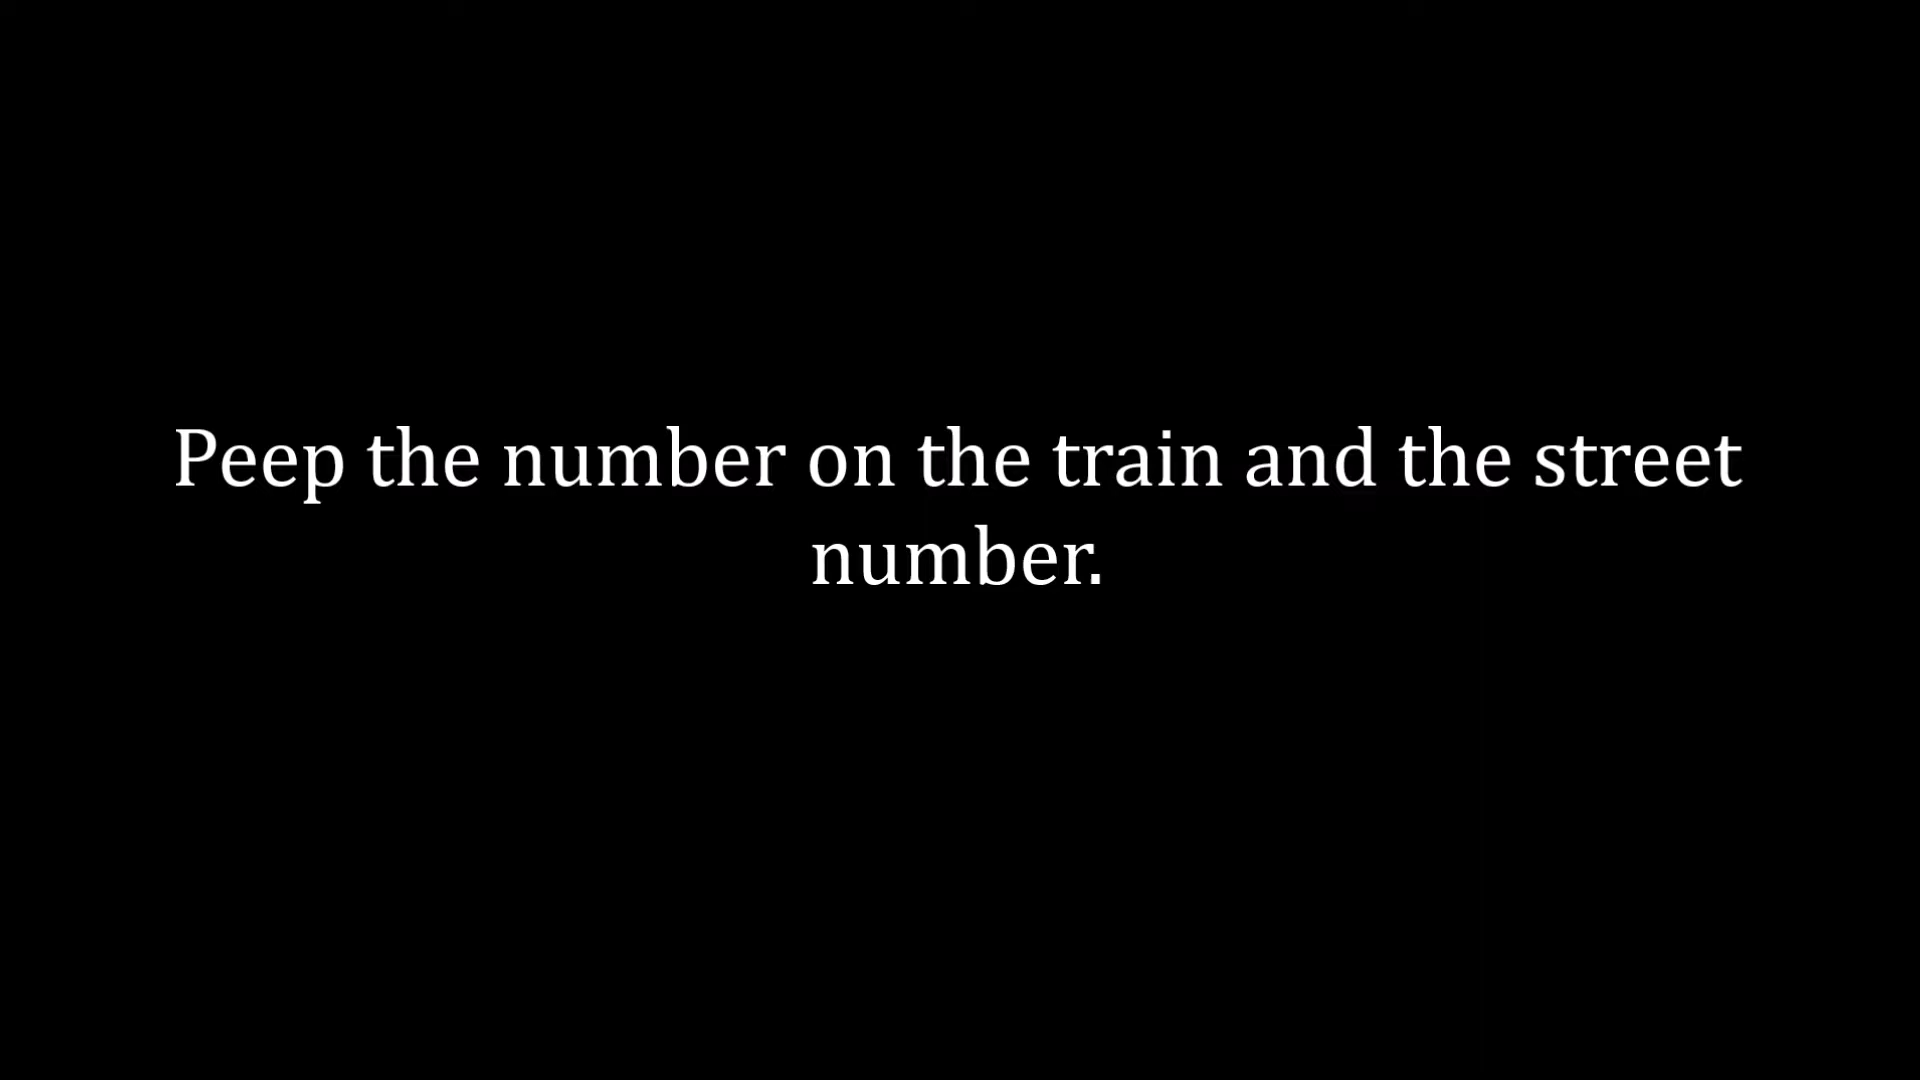 Peep the number on the train and the street
number.